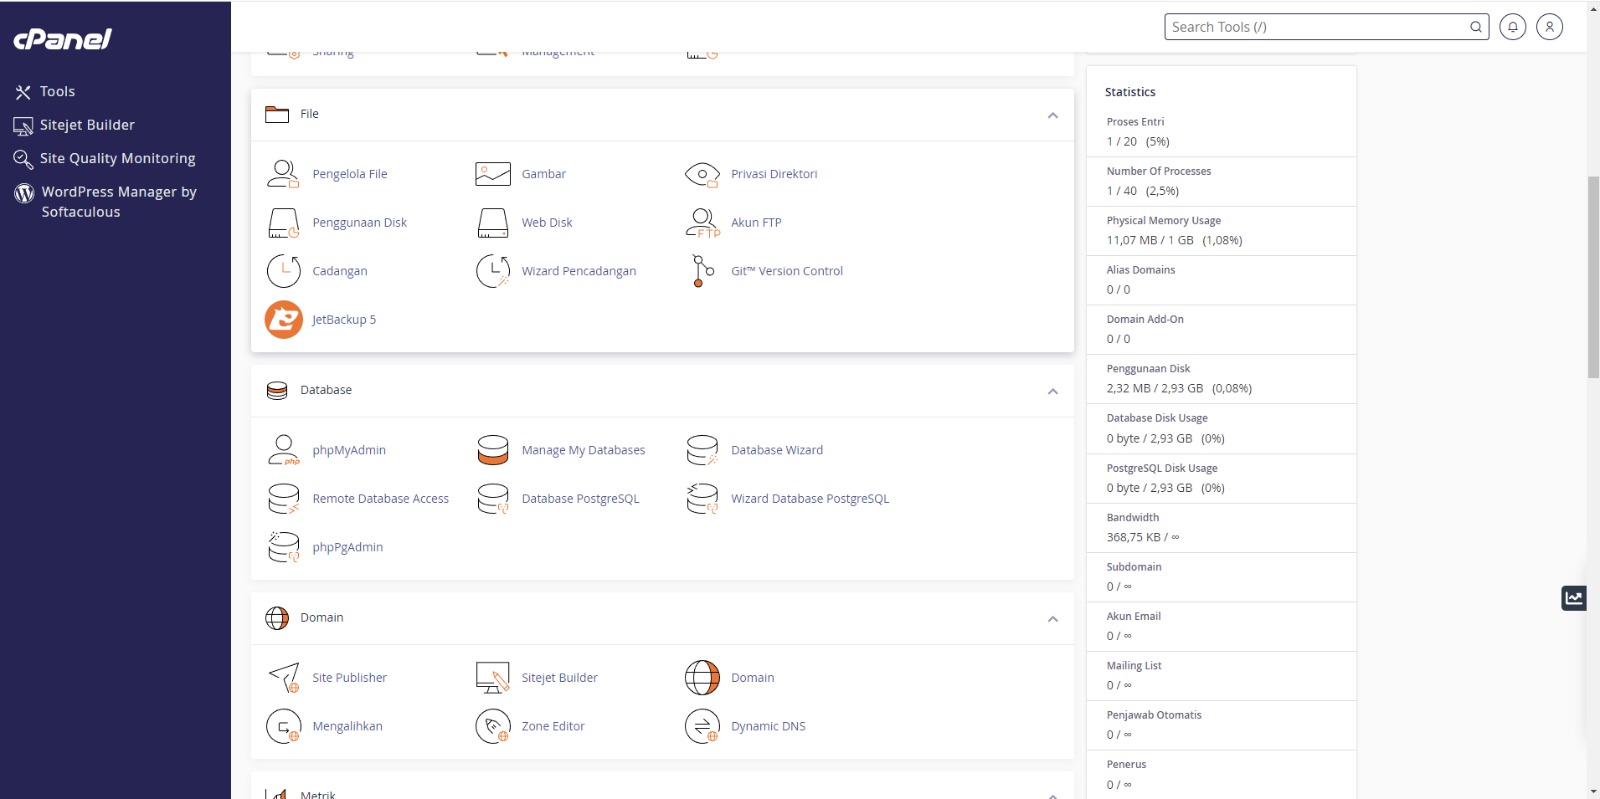 cPanel
Search Tools (/)
Tools
Sitejet Builder
Site Quality Monitoring
WordPress Manager by
Softaculous
Sharing
Management
File
Pengelola File
Gambar
Privasi Direktori
Penggunaan Disk
Web Disk
Akun FTP
Cadangan
Wizard Pencadangan
Git™ Version Control
JetBackup 5
Database
phpMyAdmin
Manage My Databases
Database Wizard
Remote Database Access
Database PostgreSQL
Wizard Database PostgreSQL
phpPgAdmin
Domain
Site Publisher
Sitejet Builder
Domain
Mengalihkan
Zone Editor
Dynamic DNS
Metrik
Statistics
Proses Entri
1 / 20 (5%)
Number Of Processes
1 / 40 (2,5%)
Physical Memory Usage
11,07 MB / 1 GB (1,08%)
Alias Domains
0 / 0
Domain Add-On
0 / 0
Penggunaan Disk
2,32 MB / 2,93 GB (0,08%)
Database Disk Usage
0 byte / 2,93 GB (0%)
PostgreSQL Disk Usage
0 byte / 2,93 GB (0%)
Bandwidth
368,75 KB / ∞
Subdomain
0 / ∞
Akun Email
0 / ∞
Mailing List
0 / ∞
Penjawab Otomatis
0 / ∞
Penerus
0 / ∞